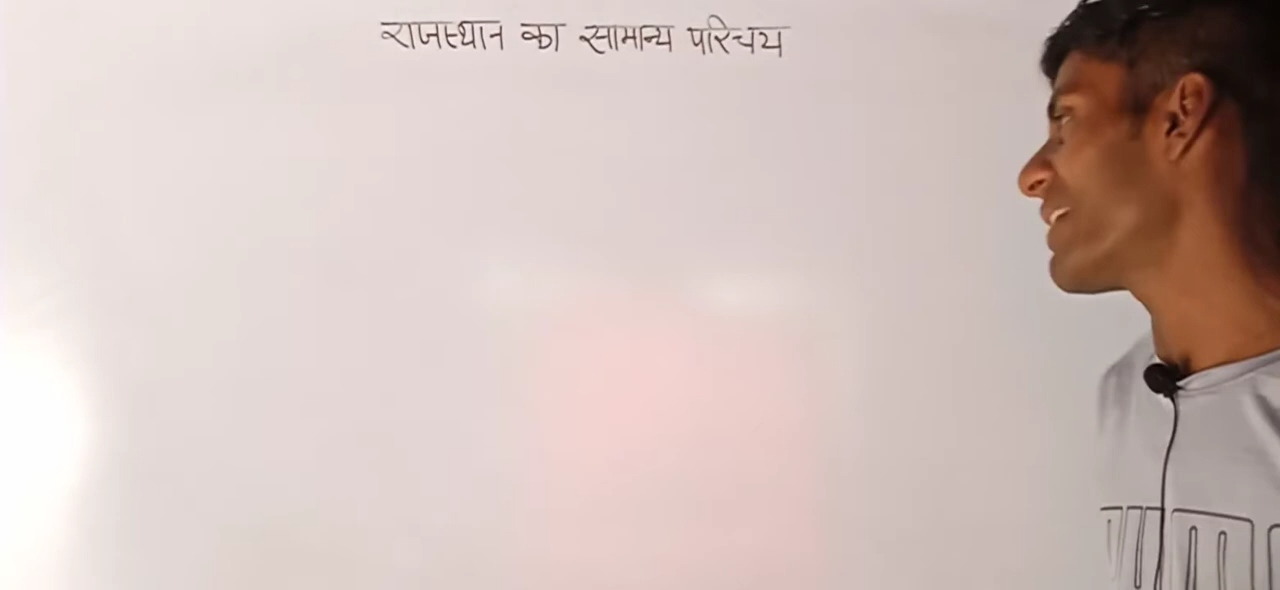 राजस्थान का सामान्य परिचय